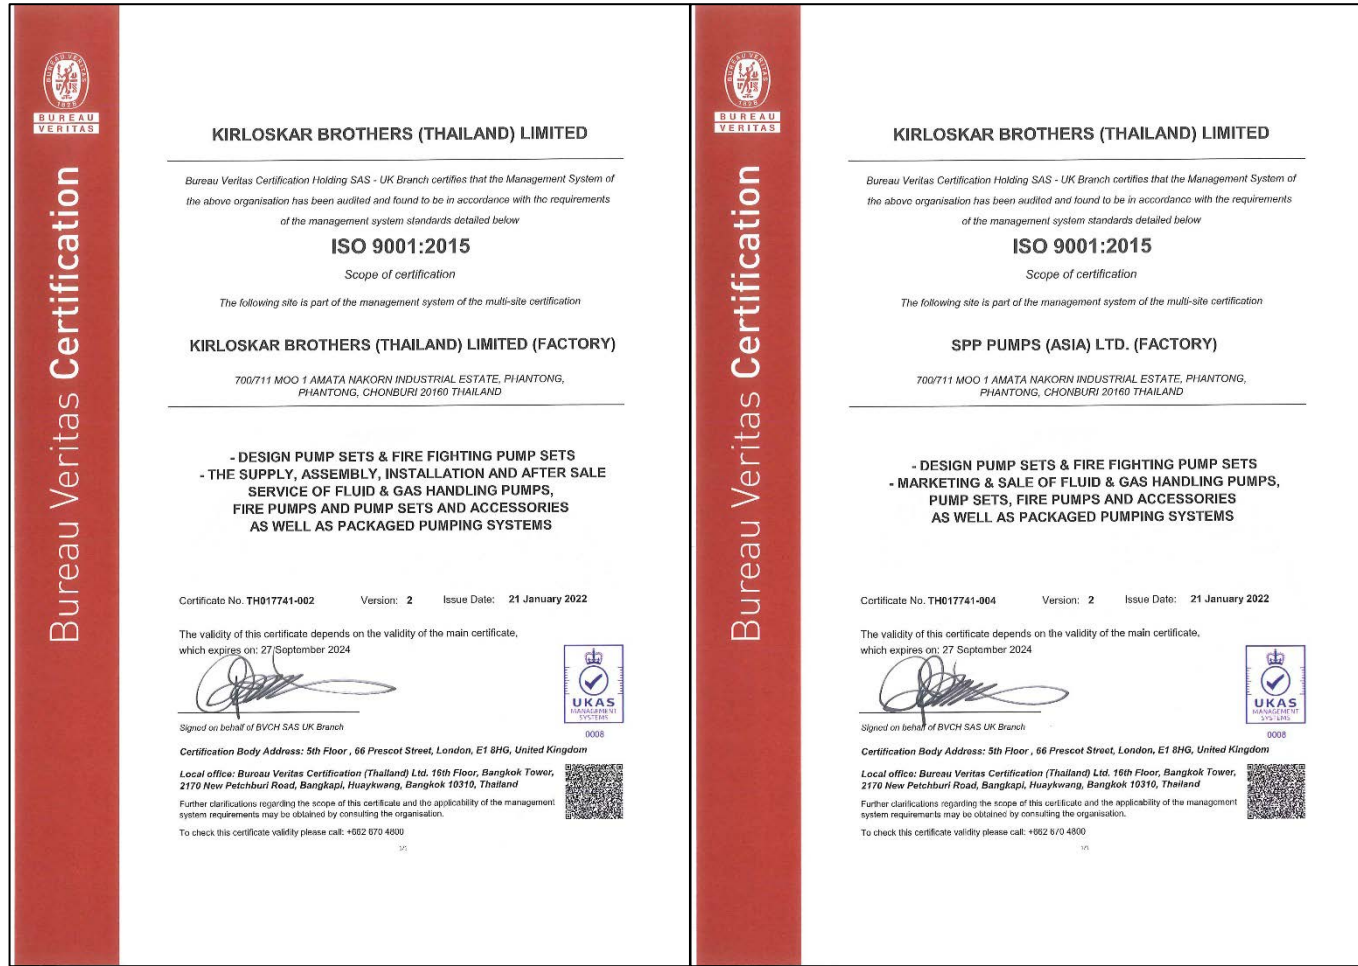 BUREAU VERITAS
1828
BUREAU
VERITAS
Bureau Veritas Certification
KIRLOSKAR BROTHERS (THAILAND) LIMITED
Bureau Veritas Certification Holding SAS - UK Branch certifies that the Management System of
the above organisation has been audited and found to be in accordance with the requirements
of the management system standards detailed below
ISO 9001:2015
Scope of certification
The following site is part of the management system of the multi-site certification
KIRLOSKAR BROTHERS (THAILAND) LIMITED (FACTORY)
700/711 MOO 1 AMATA NAKORN INDUSTRIAL ESTATE, PHANTONG,
PHANTONG, CHONBURI 20160 THAILAND
- DESIGN PUMP SETS & FIRE FIGHTING PUMP SETS
- THE SUPPLY, ASSEMBLY, INSTALLATION AND AFTER SALE
SERVICE OF FLUID & GAS HANDLING PUMPS,
FIRE PUMPS AND PUMP SETS AND ACCESSORIES
AS WELL AS PACKAGED PUMPING SYSTEMS
Certificate No. TH017741-002 Version: 2 Issue Date: 21 January 2022
The validity of this certificate depends on the validity of the main certificate,
which expires on: 27 September 2024
Signed on behalf of BVCH SAS UK Branch
UKAS
MANAGEMENT
SYSTEMS
0008
Certification Body Address: 5th Floor , 66 Prescot Street, London, E1 8HG, United Kingdom
Local office: Bureau Veritas Certification (Thailand) Ltd. 16th Floor, Bangkok Tower,
2170 New Petchburi Road, Bangkapi, Huaykwang, Bangkok 10310, Thailand
Further clarifications regarding the scope of this certificate and the applicability of the management
system requirements may be obtained by consulting the organisation.
To check this certificate validity please call: +662 670 4800
1/1
BUREAU VERITAS
1828
BUREAU
VERITAS
Bureau Veritas Certification
KIRLOSKAR BROTHERS (THAILAND) LIMITED
Bureau Veritas Certification Holding SAS - UK Branch certifies that the Management System of
the above organisation has been audited and found to be in accordance with the requirements
of the management system standards detailed below
ISO 9001:2015
Scope of certification
The following site is part of the management system of the multi-site certification
SPP PUMPS (ASIA) LTD. (FACTORY)
700/711 MOO 1 AMATA NAKORN INDUSTRIAL ESTATE, PHANTONG,
PHANTONG, CHONBURI 20160 THAILAND
- DESIGN PUMP SETS & FIRE FIGHTING PUMP SETS
- MARKETING & SALE OF FLUID & GAS HANDLING PUMPS,
PUMP SETS, FIRE PUMPS AND ACCESSORIES
AS WELL AS PACKAGED PUMPING SYSTEMS
Certificate No. TH017741-004 Version: 2 Issue Date: 21 January 2022
The validity of this certificate depends on the validity of the main certificate,
which expires on: 27 September 2024
Signed on behalf of BVCH SAS UK Branch
UKAS
MANAGEMENT
SYSTEMS
0008
Certification Body Address: 5th Floor , 66 Prescot Street, London, E1 8HG, United Kingdom
Local office: Bureau Veritas Certification (Thailand) Ltd. 16th Floor, Bangkok Tower,
2170 New Petchburi Road, Bangkapi, Huaykwang, Bangkok 10310, Thailand
Further clarifications regarding the scope of this certificate and the applicability of the management
system requirements may be obtained by consulting the organisation.
To check this certificate validity please call: +662 670 4800
1/1